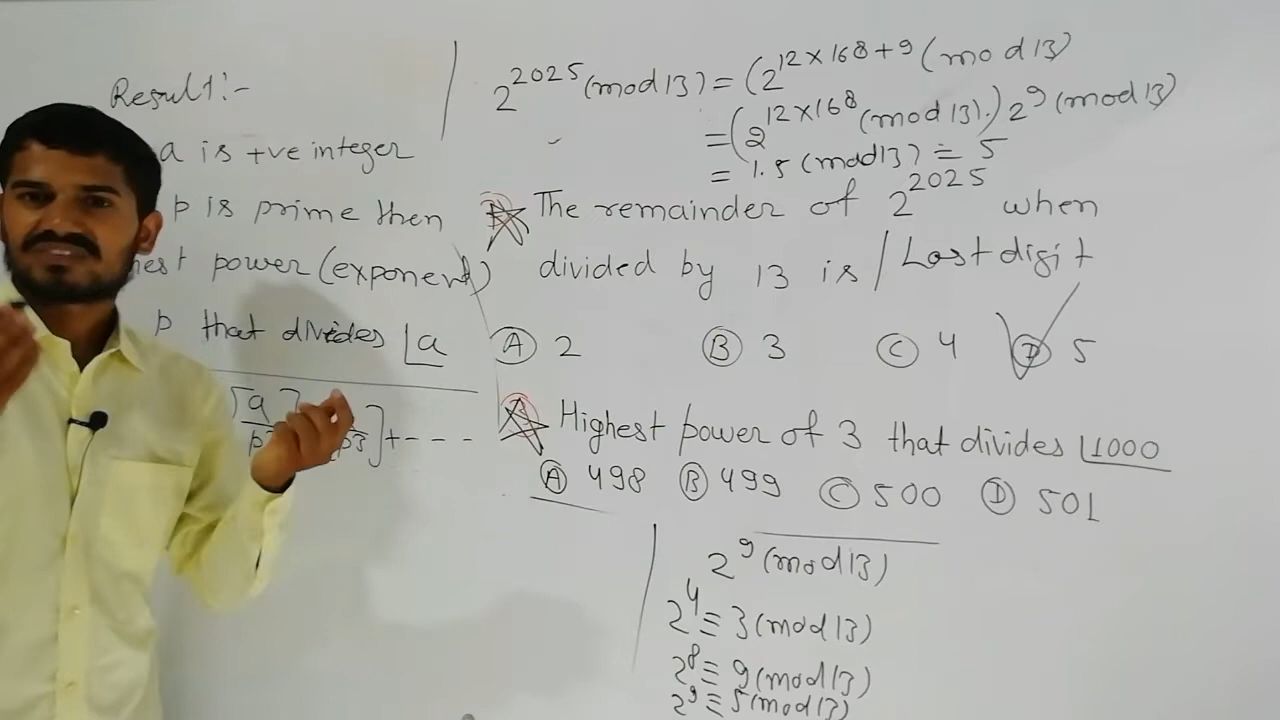 Result:-
a is +ve integer
p is prime then
hest power (exponent)
p that divides ⌊a
[a/p²] p³]+----
2^2025 (mod 13) = (2^12×168+9 (mod 13)
= (2^12×168 (mod 13).) 2^9 (mod 13)
= 1.5 (mod 13) = 5
The remainder of 2^2025 when
divided by 13 is / Last digit
(A) 2 (B) 3 (C) 4 (D) 5
Highest power of 3 that divides ⌊1000
(A) 498 (B) 499 (C) 500 (D) 501
2^9 (mod 13)
2^4 ≡ 3 (mod 13)
2^8 ≡ 9 (mod 13)
2^9 ≡ 5 (mod 13)